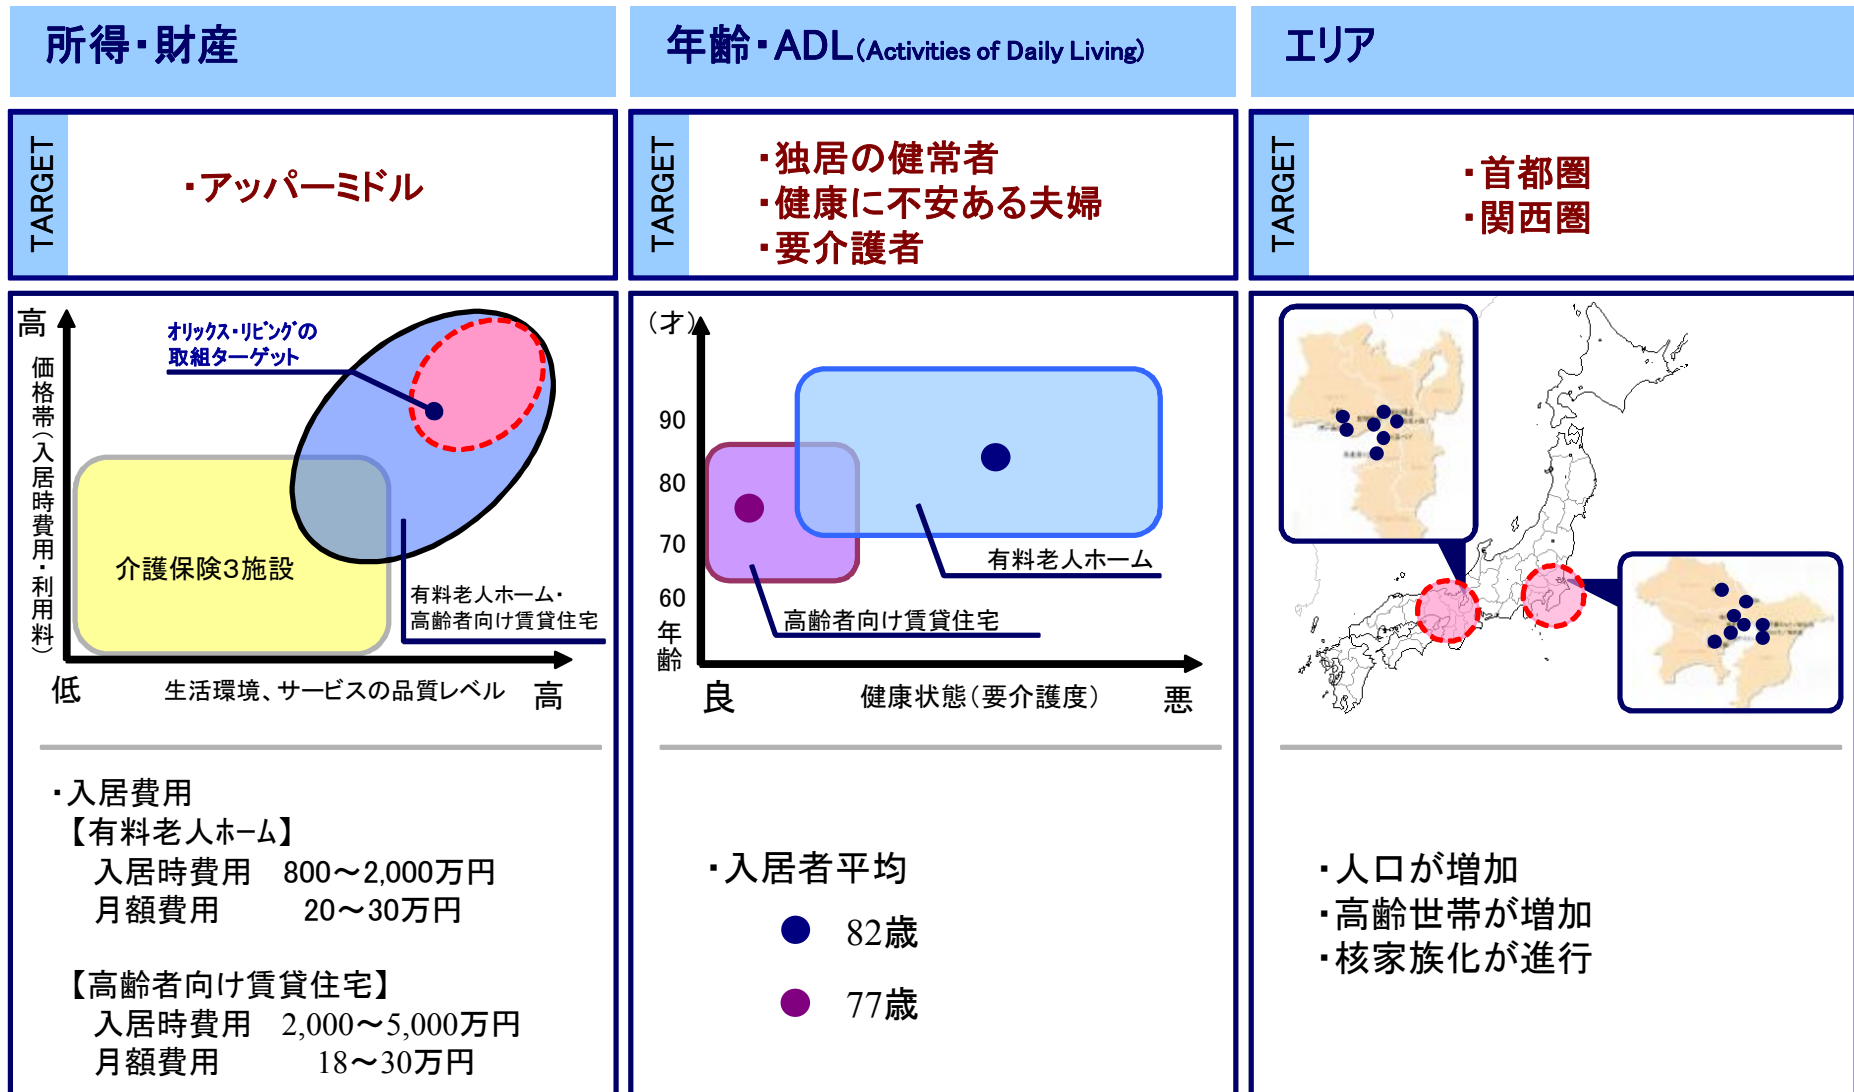 所得・財産
TARGET
・アッパーミドル
高
価格帯(入居時費用・利用料)
オリックス・リビングの
取組ターゲット
介護保険3施設
有料老人ホーム・
高齢者向け賃貸住宅
低
生活環境、サービスの品質レベル
高
・入居費用
【有料老人ホーム】
入居時費用 800～2,000万円
月額費用 20～30万円
【高齢者向け賃貸住宅】
入居時費用 2,000～5,000万円
月額費用 18～30万円
年齢・ADL(Activities of Daily Living)
TARGET
・独居の健常者
・健康に不安ある夫婦
・要介護者
(才)
90
80
70
60
年齢
有料老人ホーム
高齢者向け賃貸住宅
良
健康状態(要介護度)
悪
・入居者平均
82歳
77歳
エリア
TARGET
・首都圏
・関西圏
・人口が増加
・高齢世帯が増加
・核家族化が進行